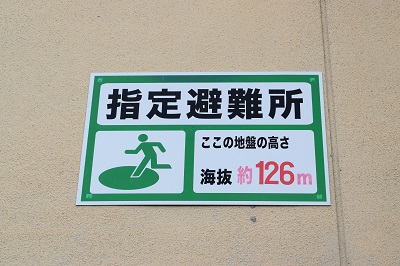 指定避難所
ここの地盤の高さ
海抜 約126m